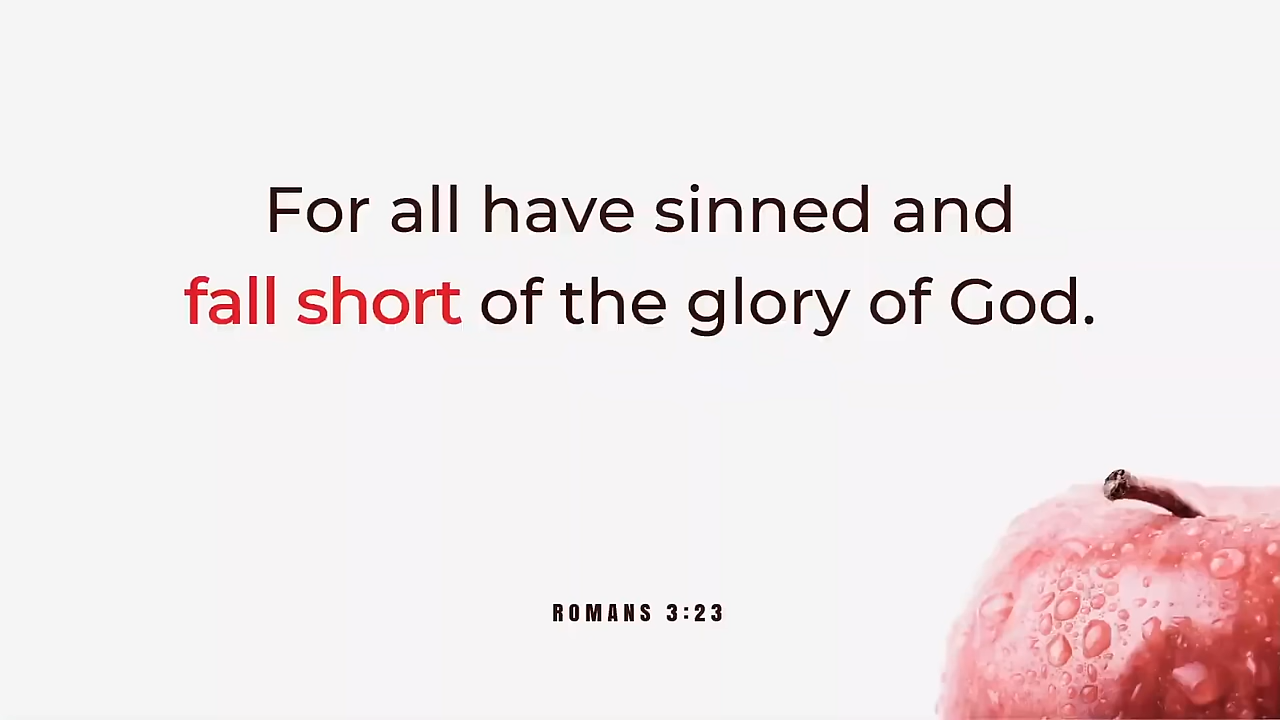 For all have sinned and
fall short of the glory of God.
ROMANS 3:23